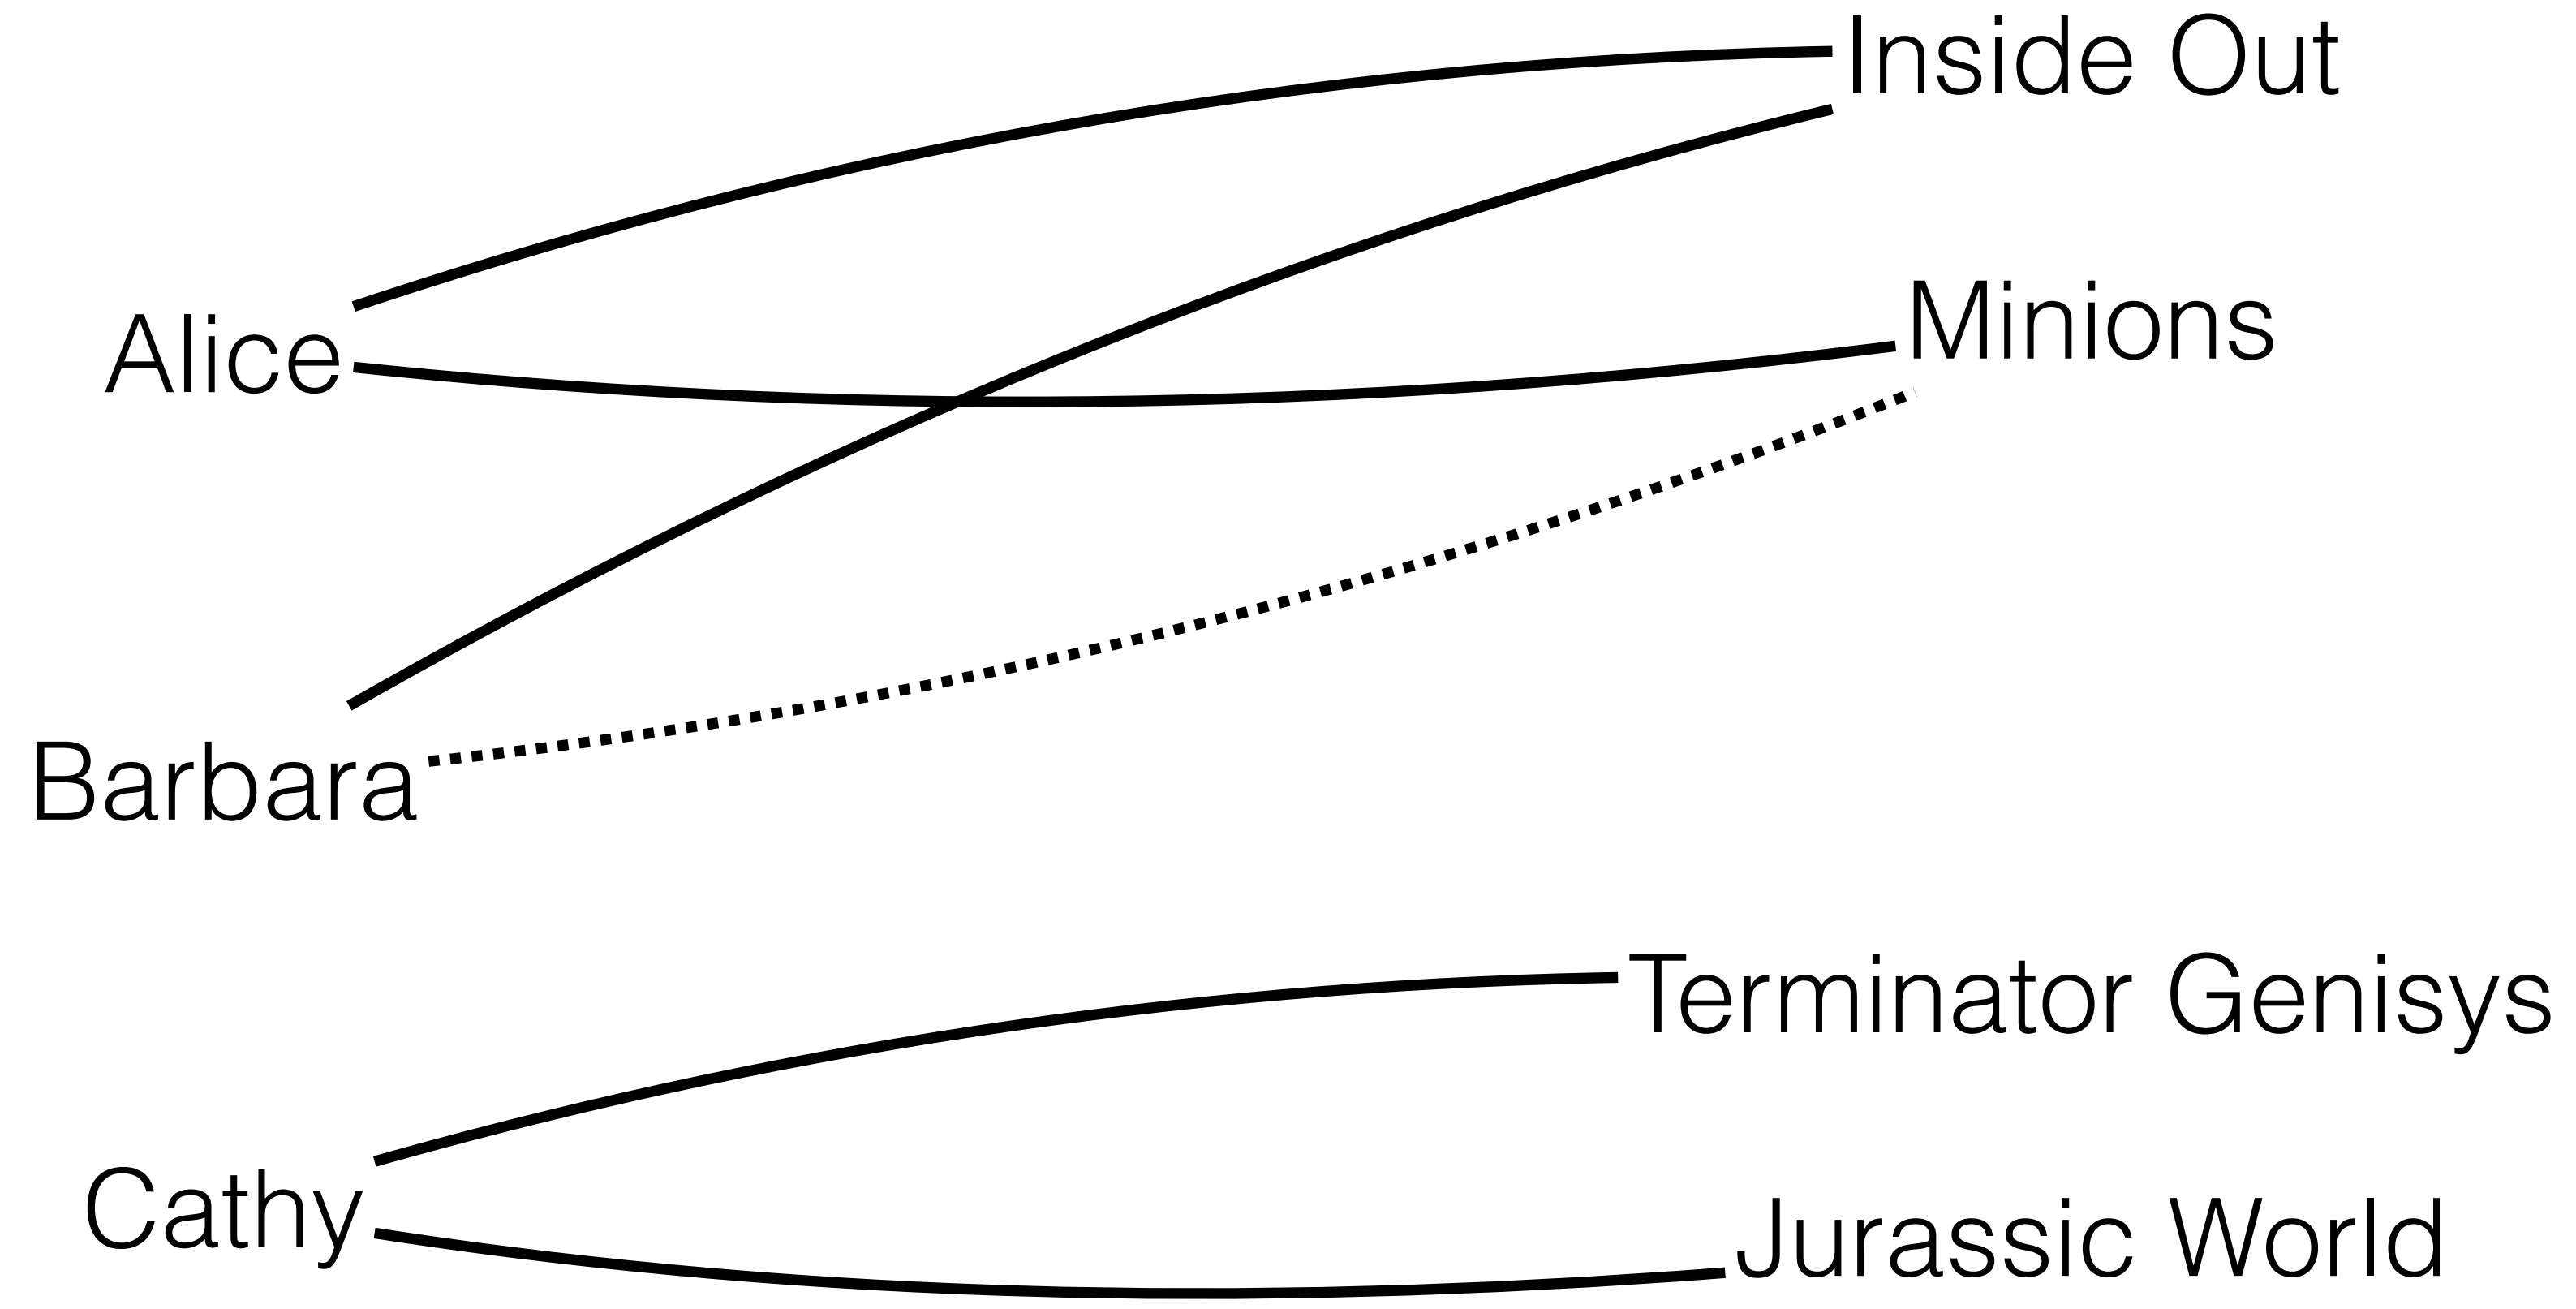 Inside Out
Minions
Alice
Barbara
Terminator Genisys
Cathy
Jurassic World